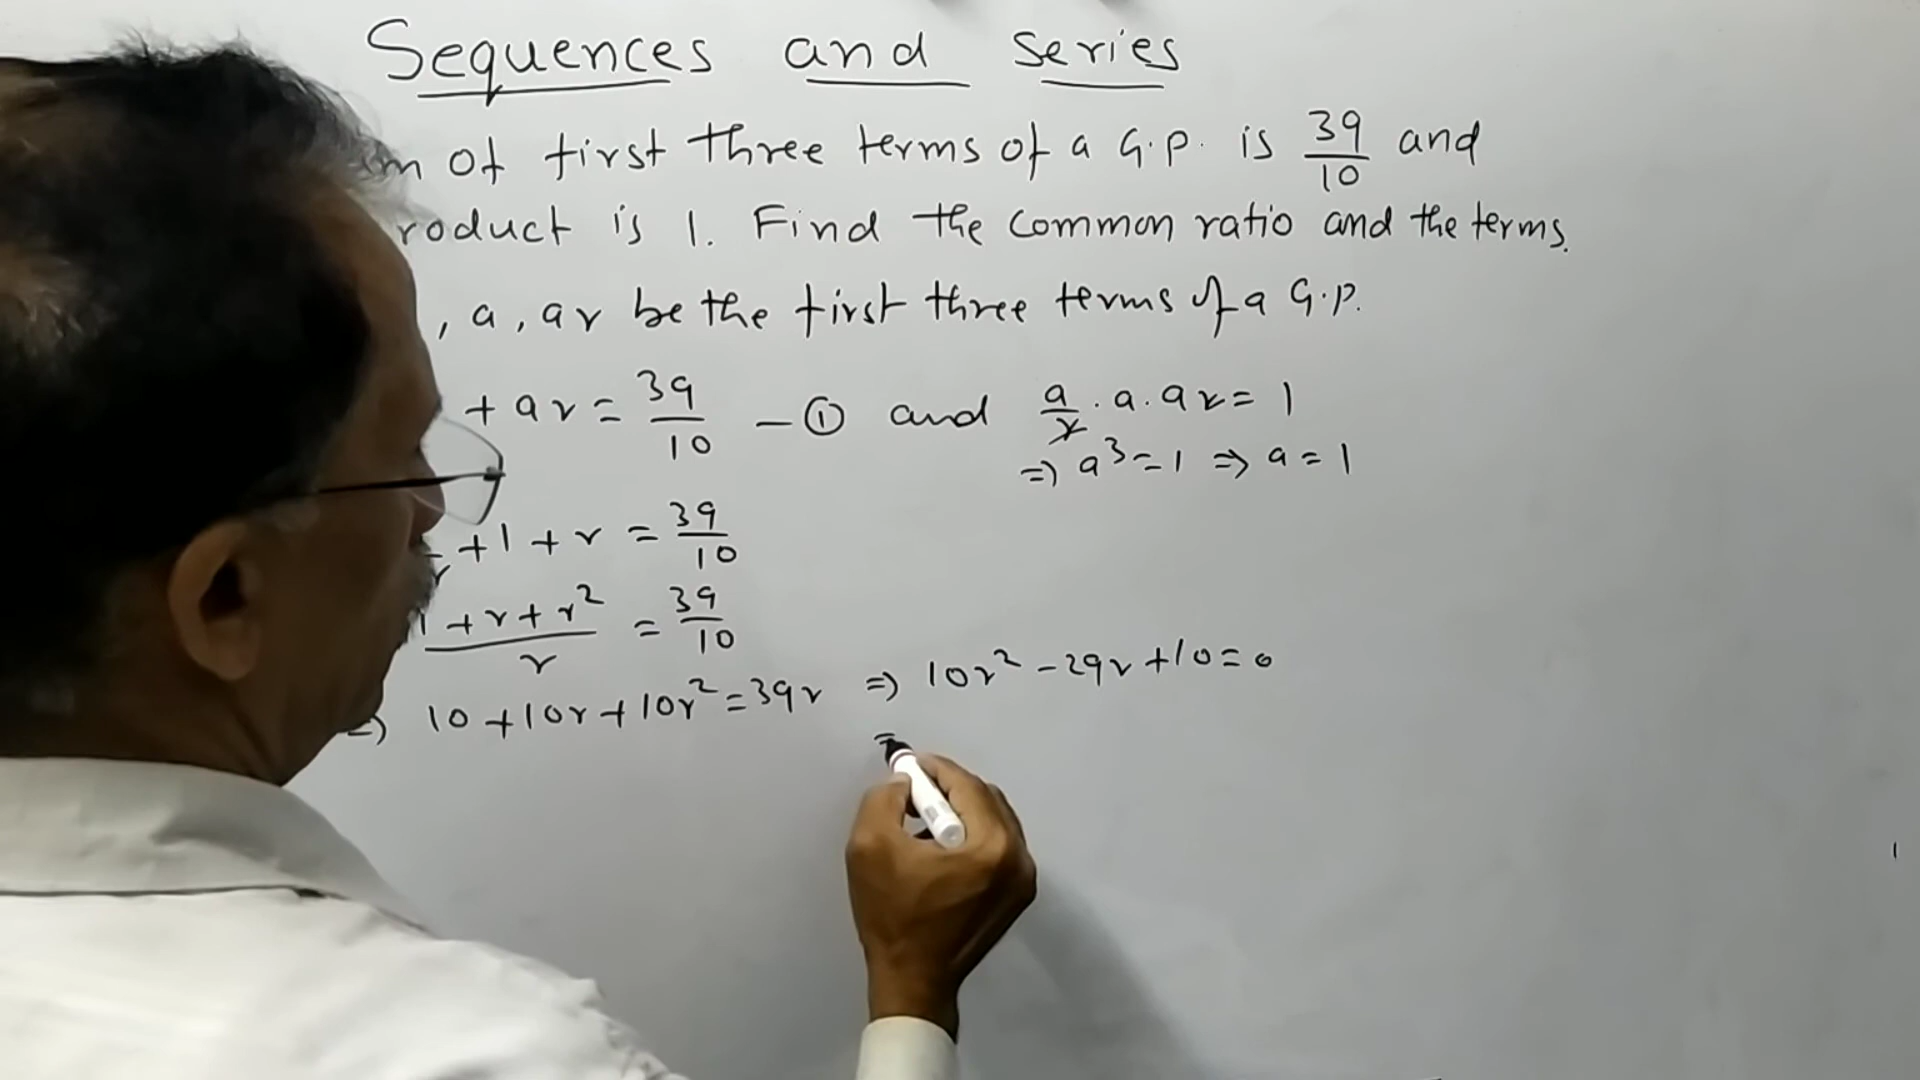 Sequences and series
of first three terms of a G.P. is 39/10 and
is 1. Find the common ratio and the terms.
, a, ar be the first three terms of a G.P.
+ ar = 39/10 — ① and a/r . a . ar = 1
⇒ a³ = 1 ⇒ a = 1
+ 1 + r = 39/10
1 + r + r² / r = 39/10
10 + 10r + 10r² = 39r ⇒ 10r² - 29r + 10 = 0